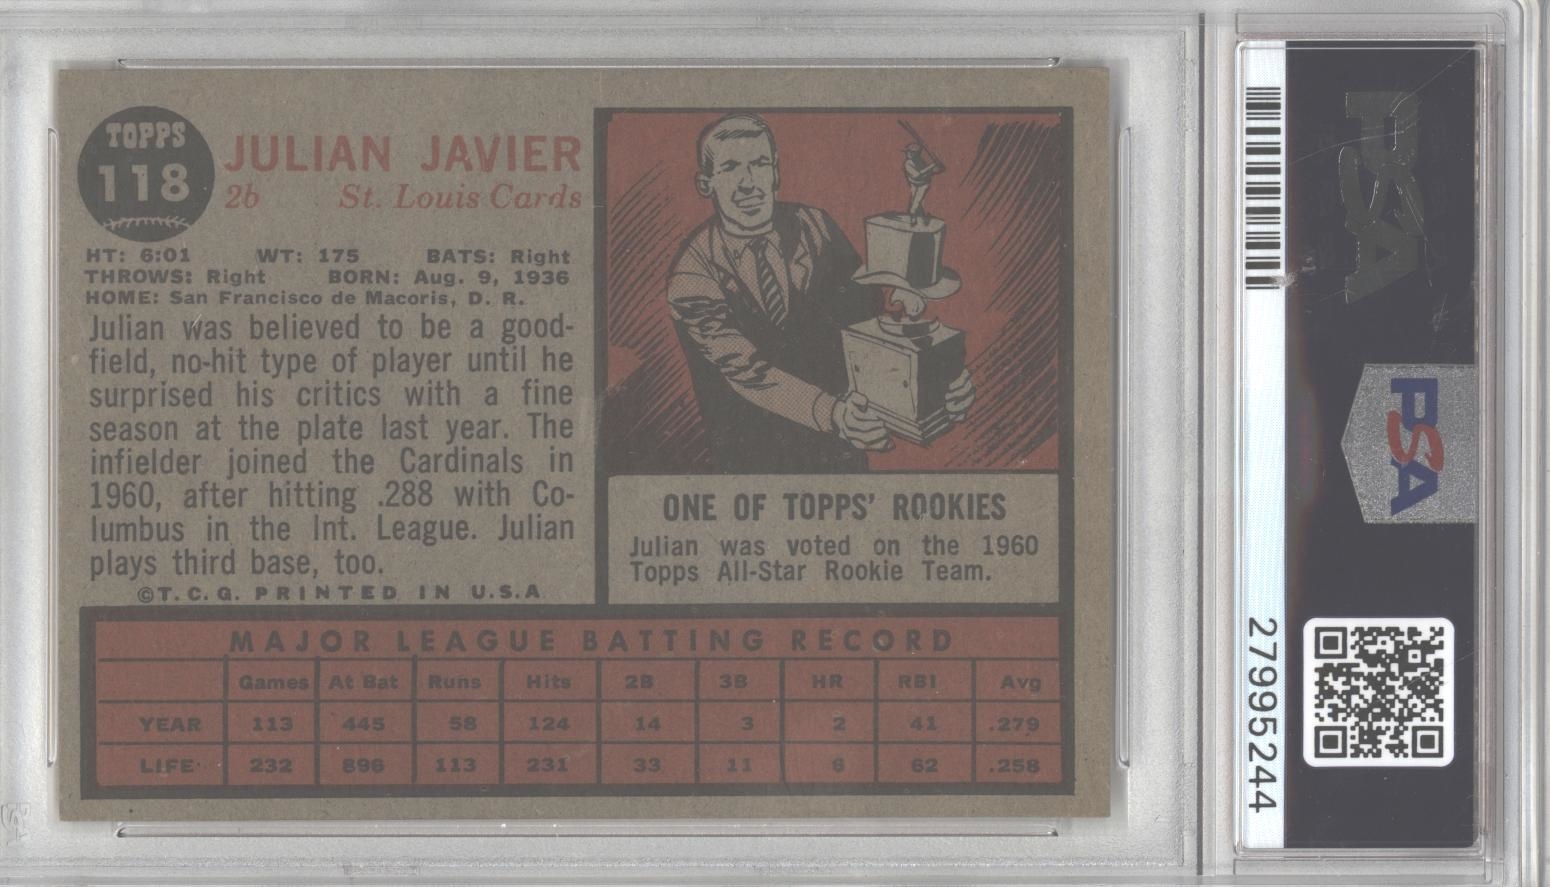 TOPPS
118
JULIAN JAVIER
2b St. Louis Cards
HT: 6:01 WT: 175 BATS: Right
THROWS: Right BORN: Aug. 9, 1936
HOME: San Francisco de Macoris, D. R.
Julian was believed to be a good-
field, no-hit type of player until he
surprised his critics with a fine
season at the plate last year. The
infielder joined the Cardinals in
1960, after hitting .288 with Co-
lumbus in the Int. League. Julian
plays third base, too.
©T.C.G. PRINTED IN U.S.A
ONE OF TOPPS' ROOKIES
Julian was voted on the 1960
Topps All-Star Rookie Team.
MAJOR LEAGUE BATTING RECORD
Games At Bat Runs Hits 2B 3B HR RBI Avg
YEAR 113 445 58 124 14 3 2 41 .279
LIFE 232 896 113 231 33 11 6 62 .258
PSA
PSA
27995244